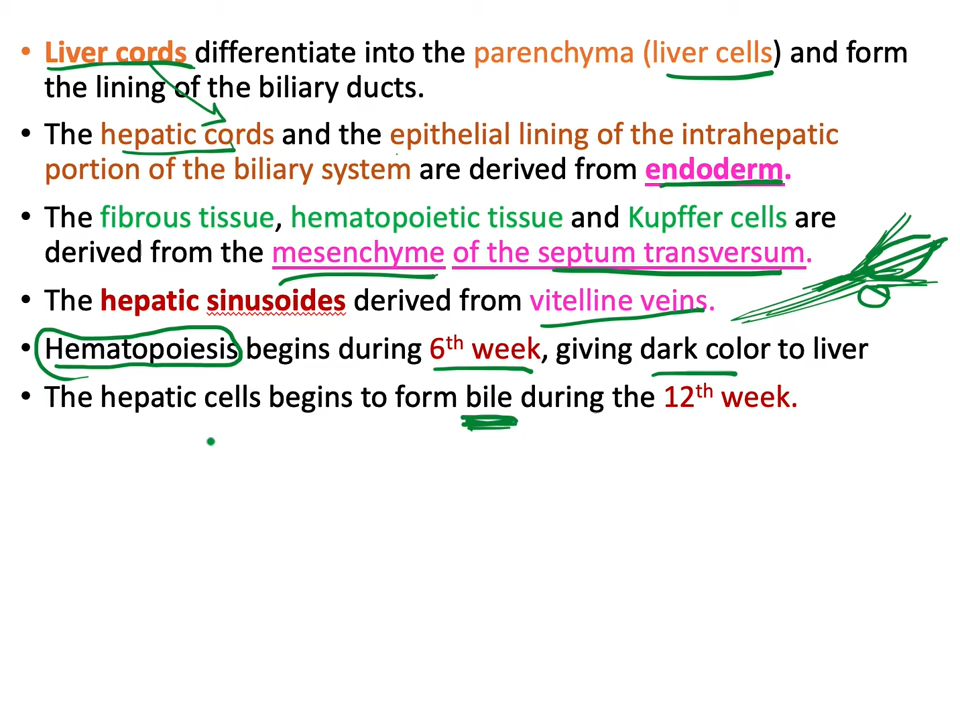 • Liver cords differentiate into the parenchyma (liver cells) and form
the lining of the biliary ducts.
• The hepatic cords and the epithelial lining of the intrahepatic
portion of the biliary system are derived from endoderm.
• The fibrous tissue, hematopoietic tissue and Kupffer cells are
derived from the mesenchyme of the septum transversum.
• The hepatic sinusoides derived from vitelline veins.
• Hematopoiesis begins during 6th week, giving dark color to liver
• The hepatic cells begins to form bile during the 12th week.